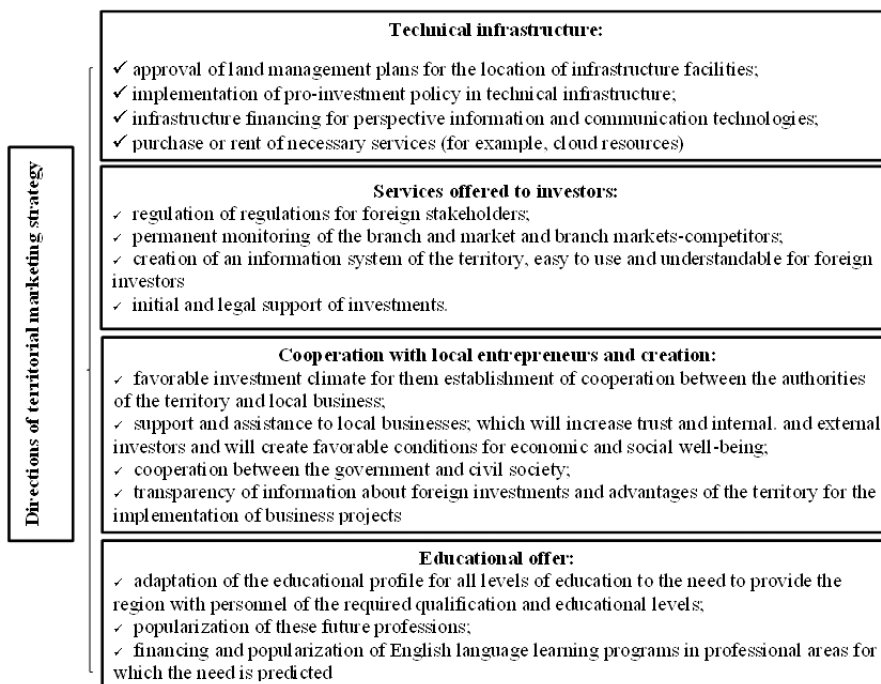 Directions of territorial marketing strategy
Technical infrastructure:
✓ approval of land management plans for the location of infrastructure facilities;
✓ implementation of pro-investment policy in technical infrastructure;
✓ infrastructure financing for perspective information and communication technologies;
✓ purchase or rent of necessary services (for example, cloud resources)
Services offered to investors:
✓ regulation of regulations for foreign stakeholders;
✓ permanent monitoring of the branch and market and branch markets-competitors;
✓ creation of an information system of the territory, easy to use and understandable for foreign
investors
✓ initial and legal support of investments.
Cooperation with local entrepreneurs and creation:
✓ favorable investment climate for them establishment of cooperation between the authorities
of the territory and local business;
✓ support and assistance to local businesses; which will increase trust and internal. and external
investors and will create favorable conditions for economic and social well-being;
✓ cooperation between the government and civil society;
✓ transparency of information about foreign investments and advantages of the territory for the
implementation of business projects
Educational offer:
✓ adaptation of the educational profile for all levels of education to the need to provide the
region with personnel of the required qualification and educational levels;
✓ popularization of these future professions;
✓ financing and popularization of English language learning programs in professional areas for
which the need is predicted